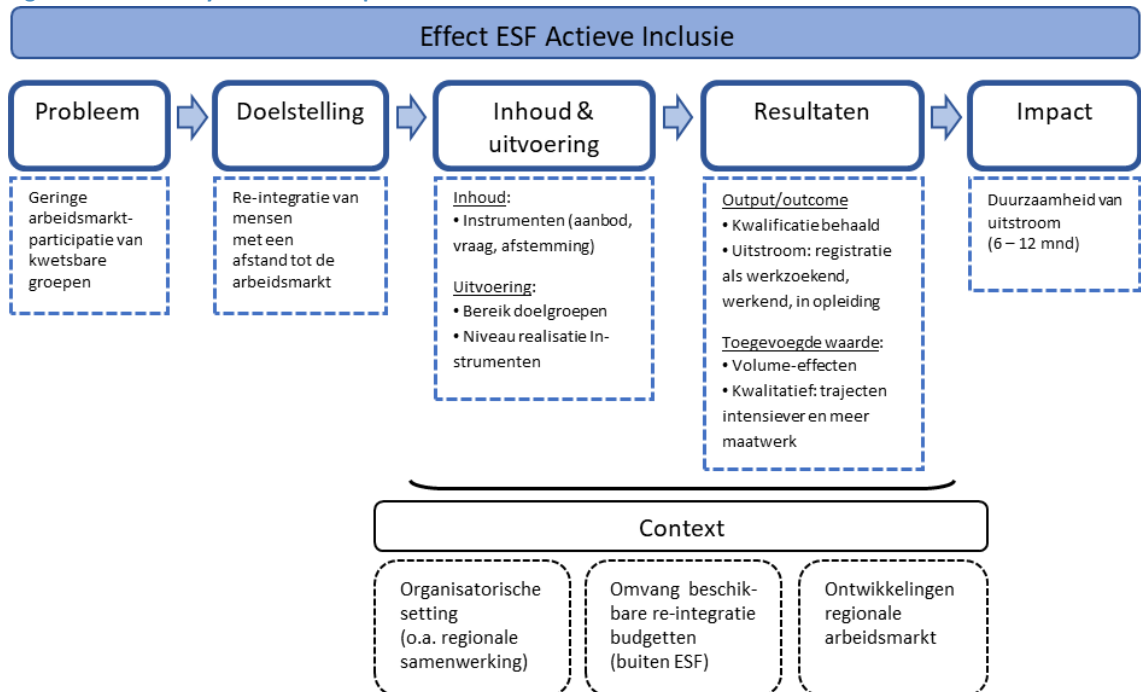 Effect ESF Actieve Inclusie
Probleem
Doelstelling
Inhoud &
uitvoering
Resultaten
Impact
Geringe
arbeidsmarkt-
participatie van
kwetsbare
groepen
Re-integratie van
mensen
met een
afstand tot de
arbeidsmarkt
Inhoud:
• Instrumenten (aanbod,
vraag, afstemming)
Uitvoering:
• Bereik doelgroepen
• Niveau realisatie In-
strumenten
Output/outcome
• Kwalificatie behaald
• Uitstroom: registratie
als werkzoekend,
werkend, in opleiding
Toegevoegde waarde:
• Volume-effecten
• Kwalitatief: trajecten
intensiever en meer
maatwerk
Duurzaamheid van
uitstroom
(6 – 12 mnd)
Context
Organisatorische
setting
(o.a. regionale
samenwerking)
Omvang beschik-
bare re-integratie
budgetten
(buiten ESF)
Ontwikkelingen
regionale
arbeidsmarkt